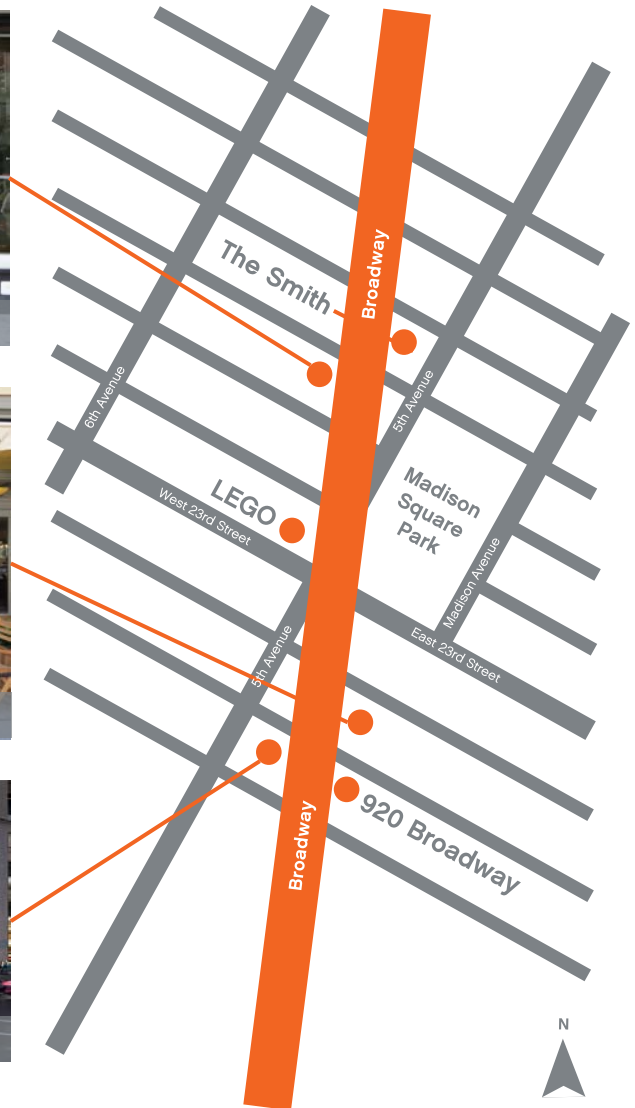 Broadway
The Smith
6th Avenue
5th Avenue
Madison
Square
Park
LEGO
West 23rd Street
Madison Avenue
East 23rd Street
5th Avenue
920 Broadway
Broadway
N